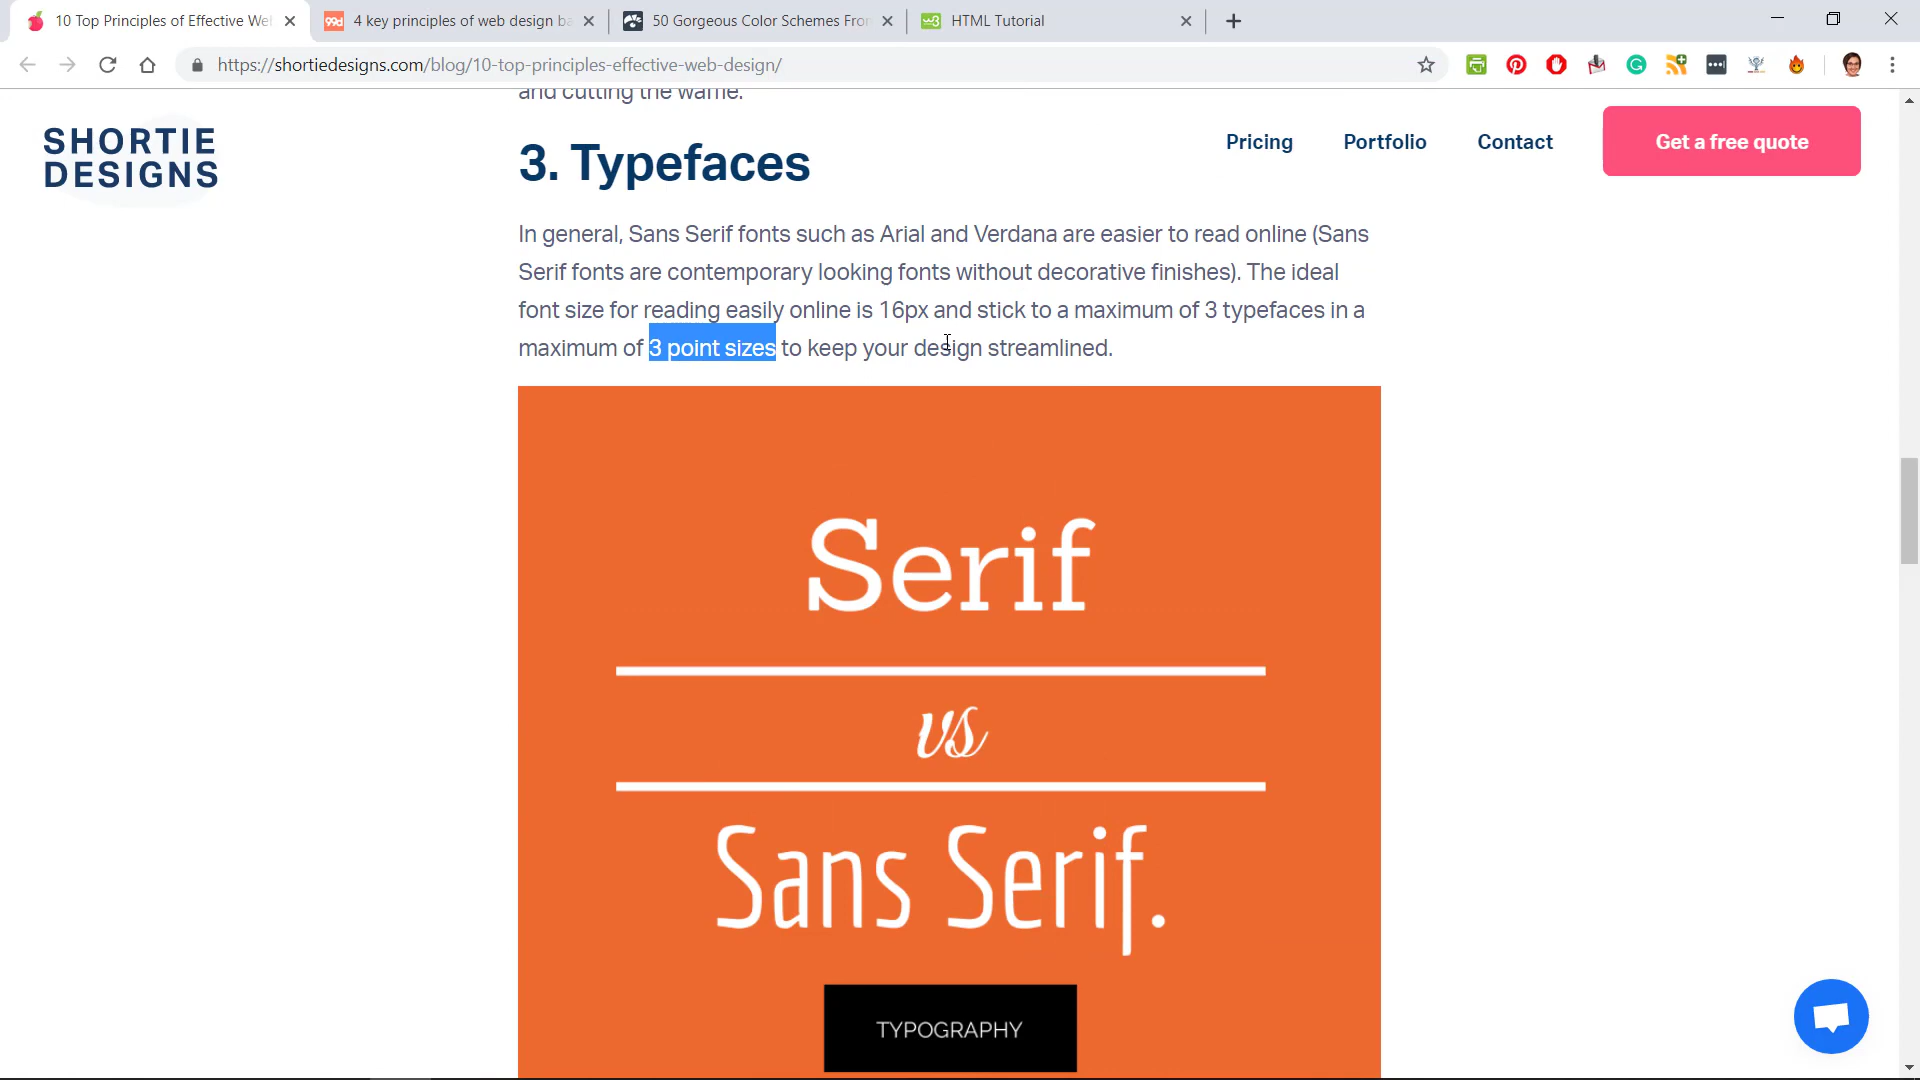 10 Top Principles of Effective We
4 key principles of web design ba
50 Gorgeous Color Schemes Fro
HTML Tutorial
https://shortiedesigns.com/blog/10-top-principles-effective-web-design/
and cutting the waffle.
SHORTIE
DESIGNS
Pricing
Portfolio
Contact
Get a free quote
3. Typefaces
In general, Sans Serif fonts such as Arial and Verdana are easier to read online (Sans
Serif fonts are contemporary looking fonts without decorative finishes). The ideal
font size for reading easily online is 16px and stick to a maximum of 3 typefaces in a
maximum of 3 point sizes to keep your design streamlined.
Serif
vs
Sans Serif.
TYPOGRAPHY